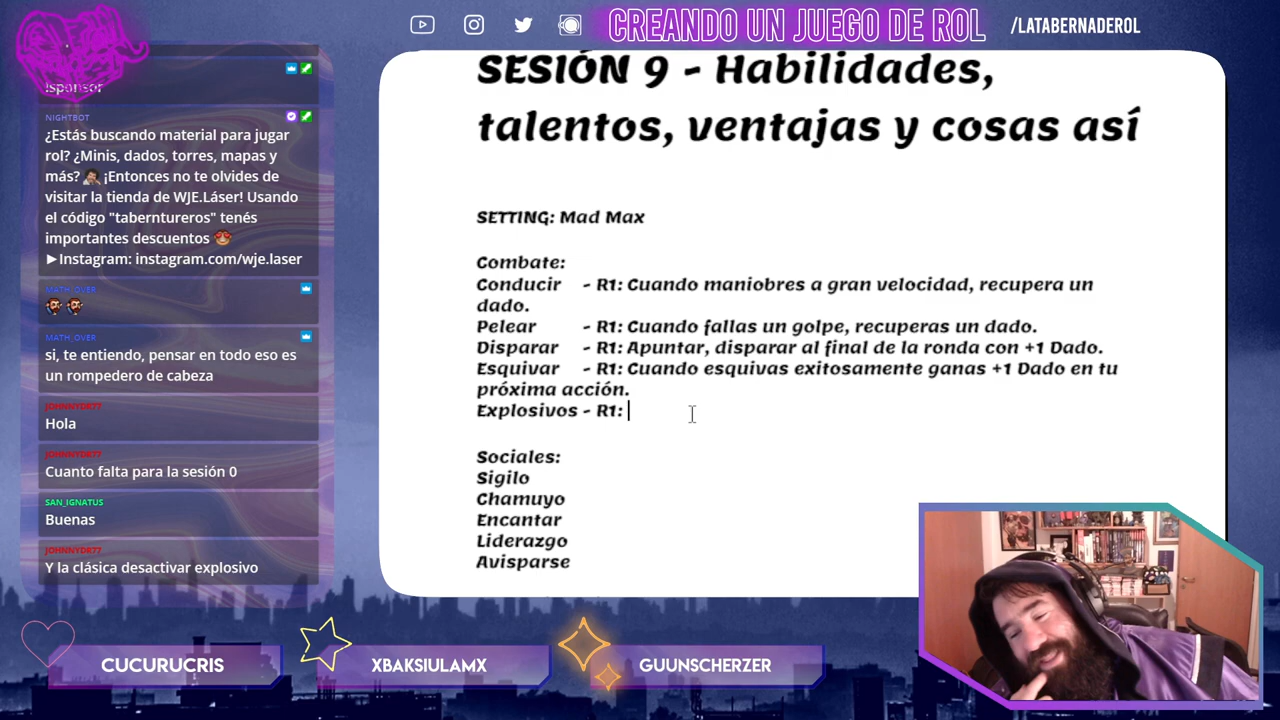 CREANDO UN JUEGO DE ROL
/LATABERNADEROL
!sponsor
NIGHTBOT
¿Estás buscando material para jugar
rol? ¿Minis, dados, torres, mapas y
más? ¡Entonces no te olvides de
visitar la tienda de WJE.Láser! Usando
el código "taberntureros" tenés
importantes descuentos
►Instagram: instagram.com/wje.laser
MATH_OVER
MATH_OVER
si, te entiendo, pensar en todo eso es
un rompedero de cabeza
JOHNNYDR77
Hola
JOHNNYDR77
Cuanto falta para la sesión 0
SAN_IGNATUS
Buenas
JOHNNYDR77
Y la clásica desactivar explosivo
SESIÓN 9 - Habilidades,
talentos, ventajas y cosas así
SETTING: Mad Max
Combate:
Conducir - R1: Cuando maniobres a gran velocidad, recupera un
dado.
Pelear - R1: Cuando fallas un golpe, recuperas un dado.
Disparar - R1: Apuntar, disparar al final de la ronda con +1 Dado.
Esquivar - R1: Cuando esquivas exitosamente ganas +1 Dado en tu
próxima acción.
Explosivos - R1:
Sociales:
Sigilo
Chamuyo
Encantar
Liderazgo
Avisparse
CUCURUCRIS
XBAKSIULAMX
GUUNSCHERZER